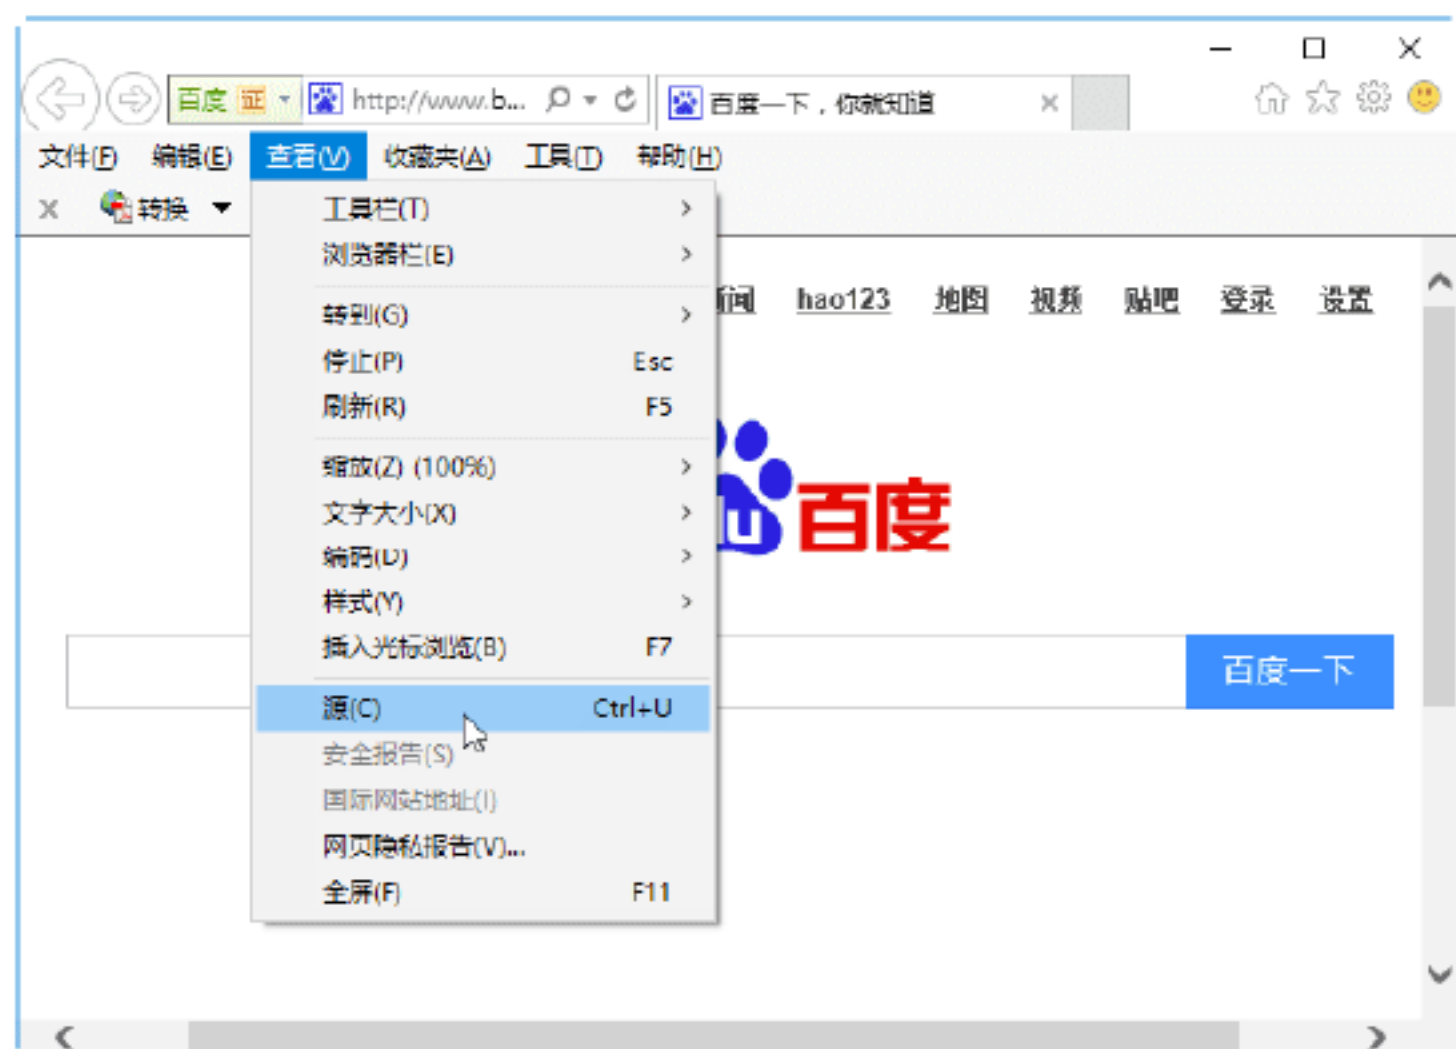 百度 证 http://www.b... 百度一下，你就知道
文件(F) 编辑(E) 查看(V) 收藏夹(A) 工具(T) 帮助(H)
转换
工具栏(T)
浏览器栏(E)
转到(G)
停止(P) Esc
刷新(R) F5
缩放(Z) (100%)
文字大小(X)
编码(D)
样式(Y)
插入光标浏览(B) F7
源(C) Ctrl+U
安全报告(S)
国际网站地址(I)
网页隐私报告(V)...
全屏(F) F11
闻 hao123 地图 视频 贴吧 登录 设置
百度
百度一下